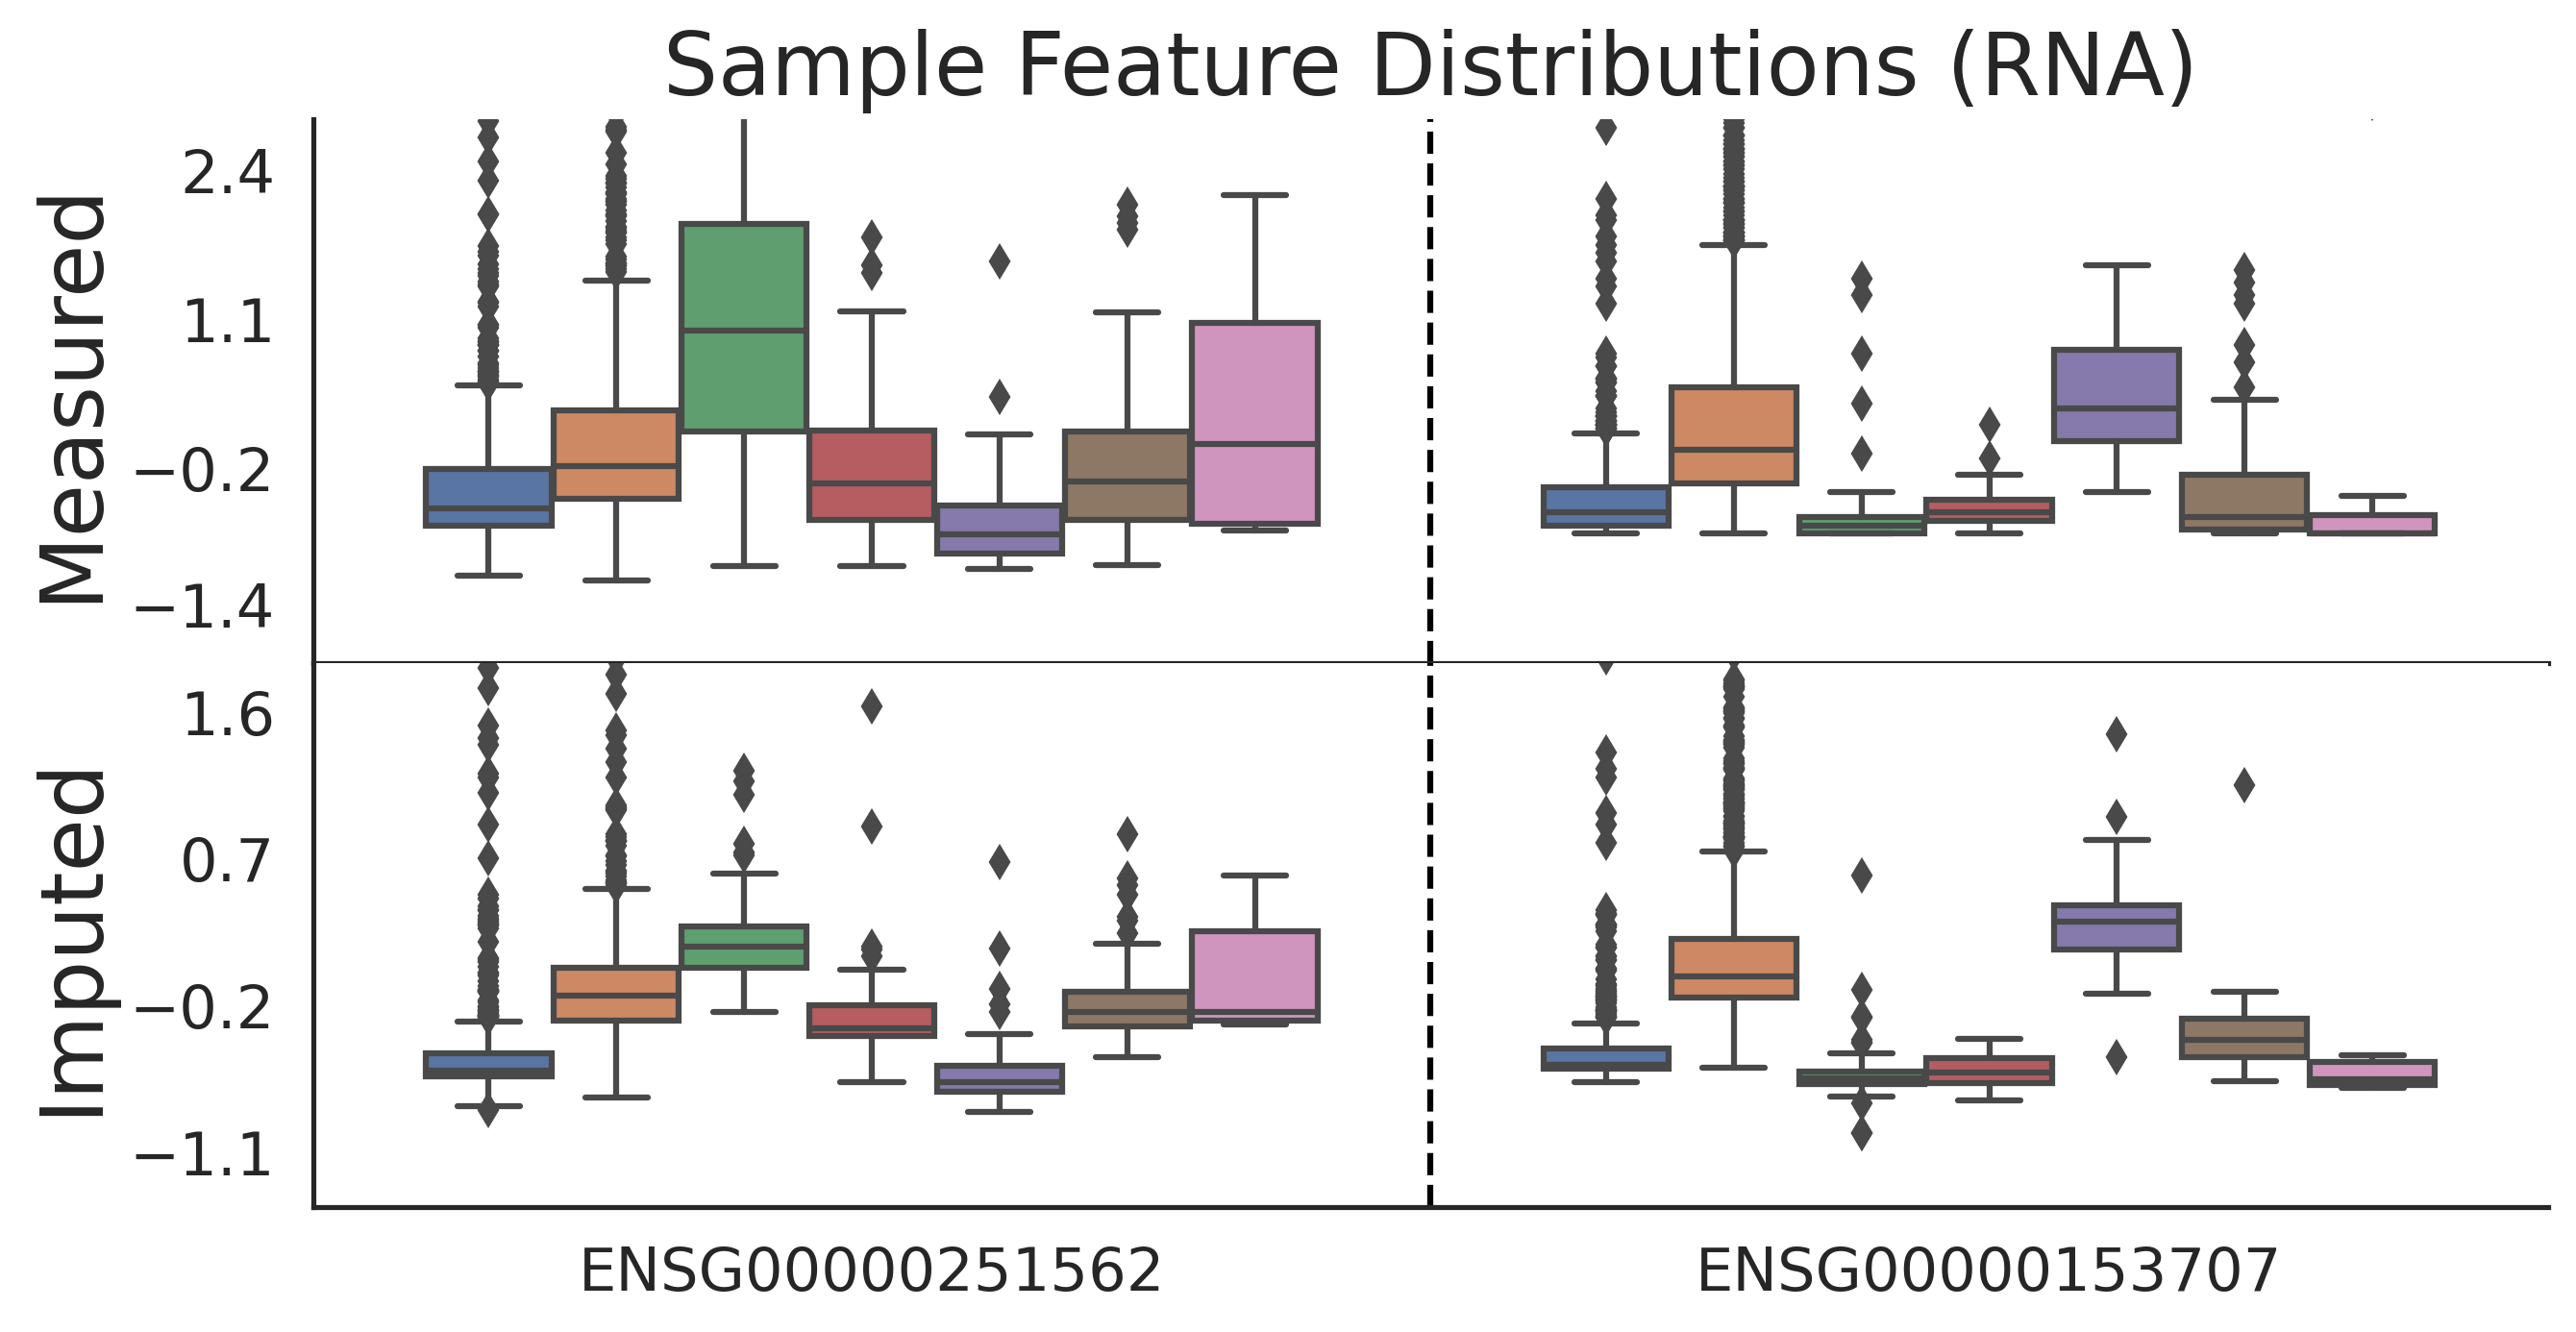 Sample Feature Distributions (RNA)
Measured
2.4
1.1
−0.2
−1.4
Imputed
1.6
0.7
−0.2
−1.1
ENSG00000251562
ENSG00000153707